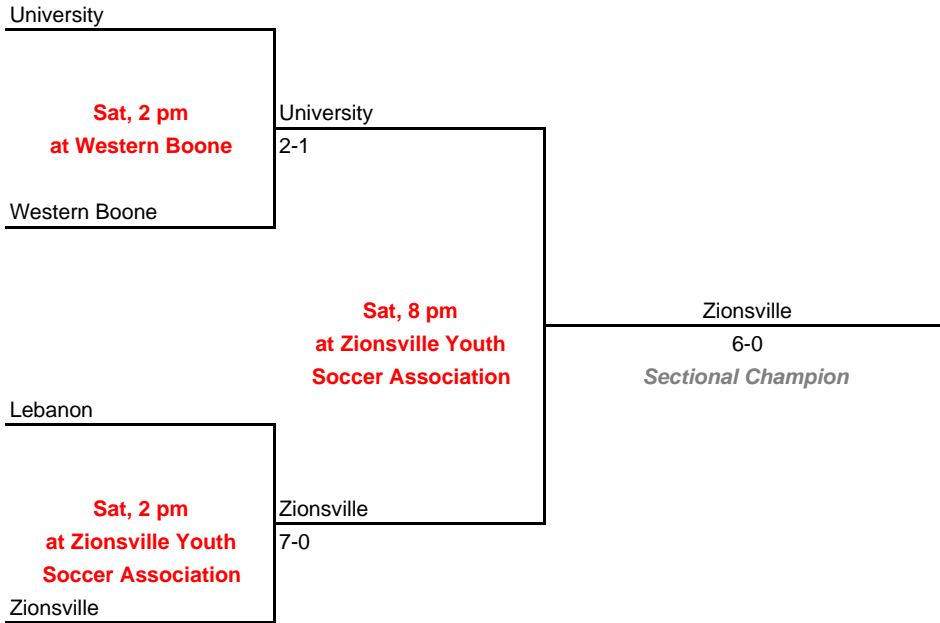 University
Sat, 2 pm
at Western Boone
University
2-1
Western Boone
Sat, 8 pm
at Zionsville Youth
Soccer Association
Zionsville
6-0
Sectional Champion
Lebanon
Sat, 2 pm
at Zionsville Youth
Soccer Association
Zionsville
7-0
Zionsville